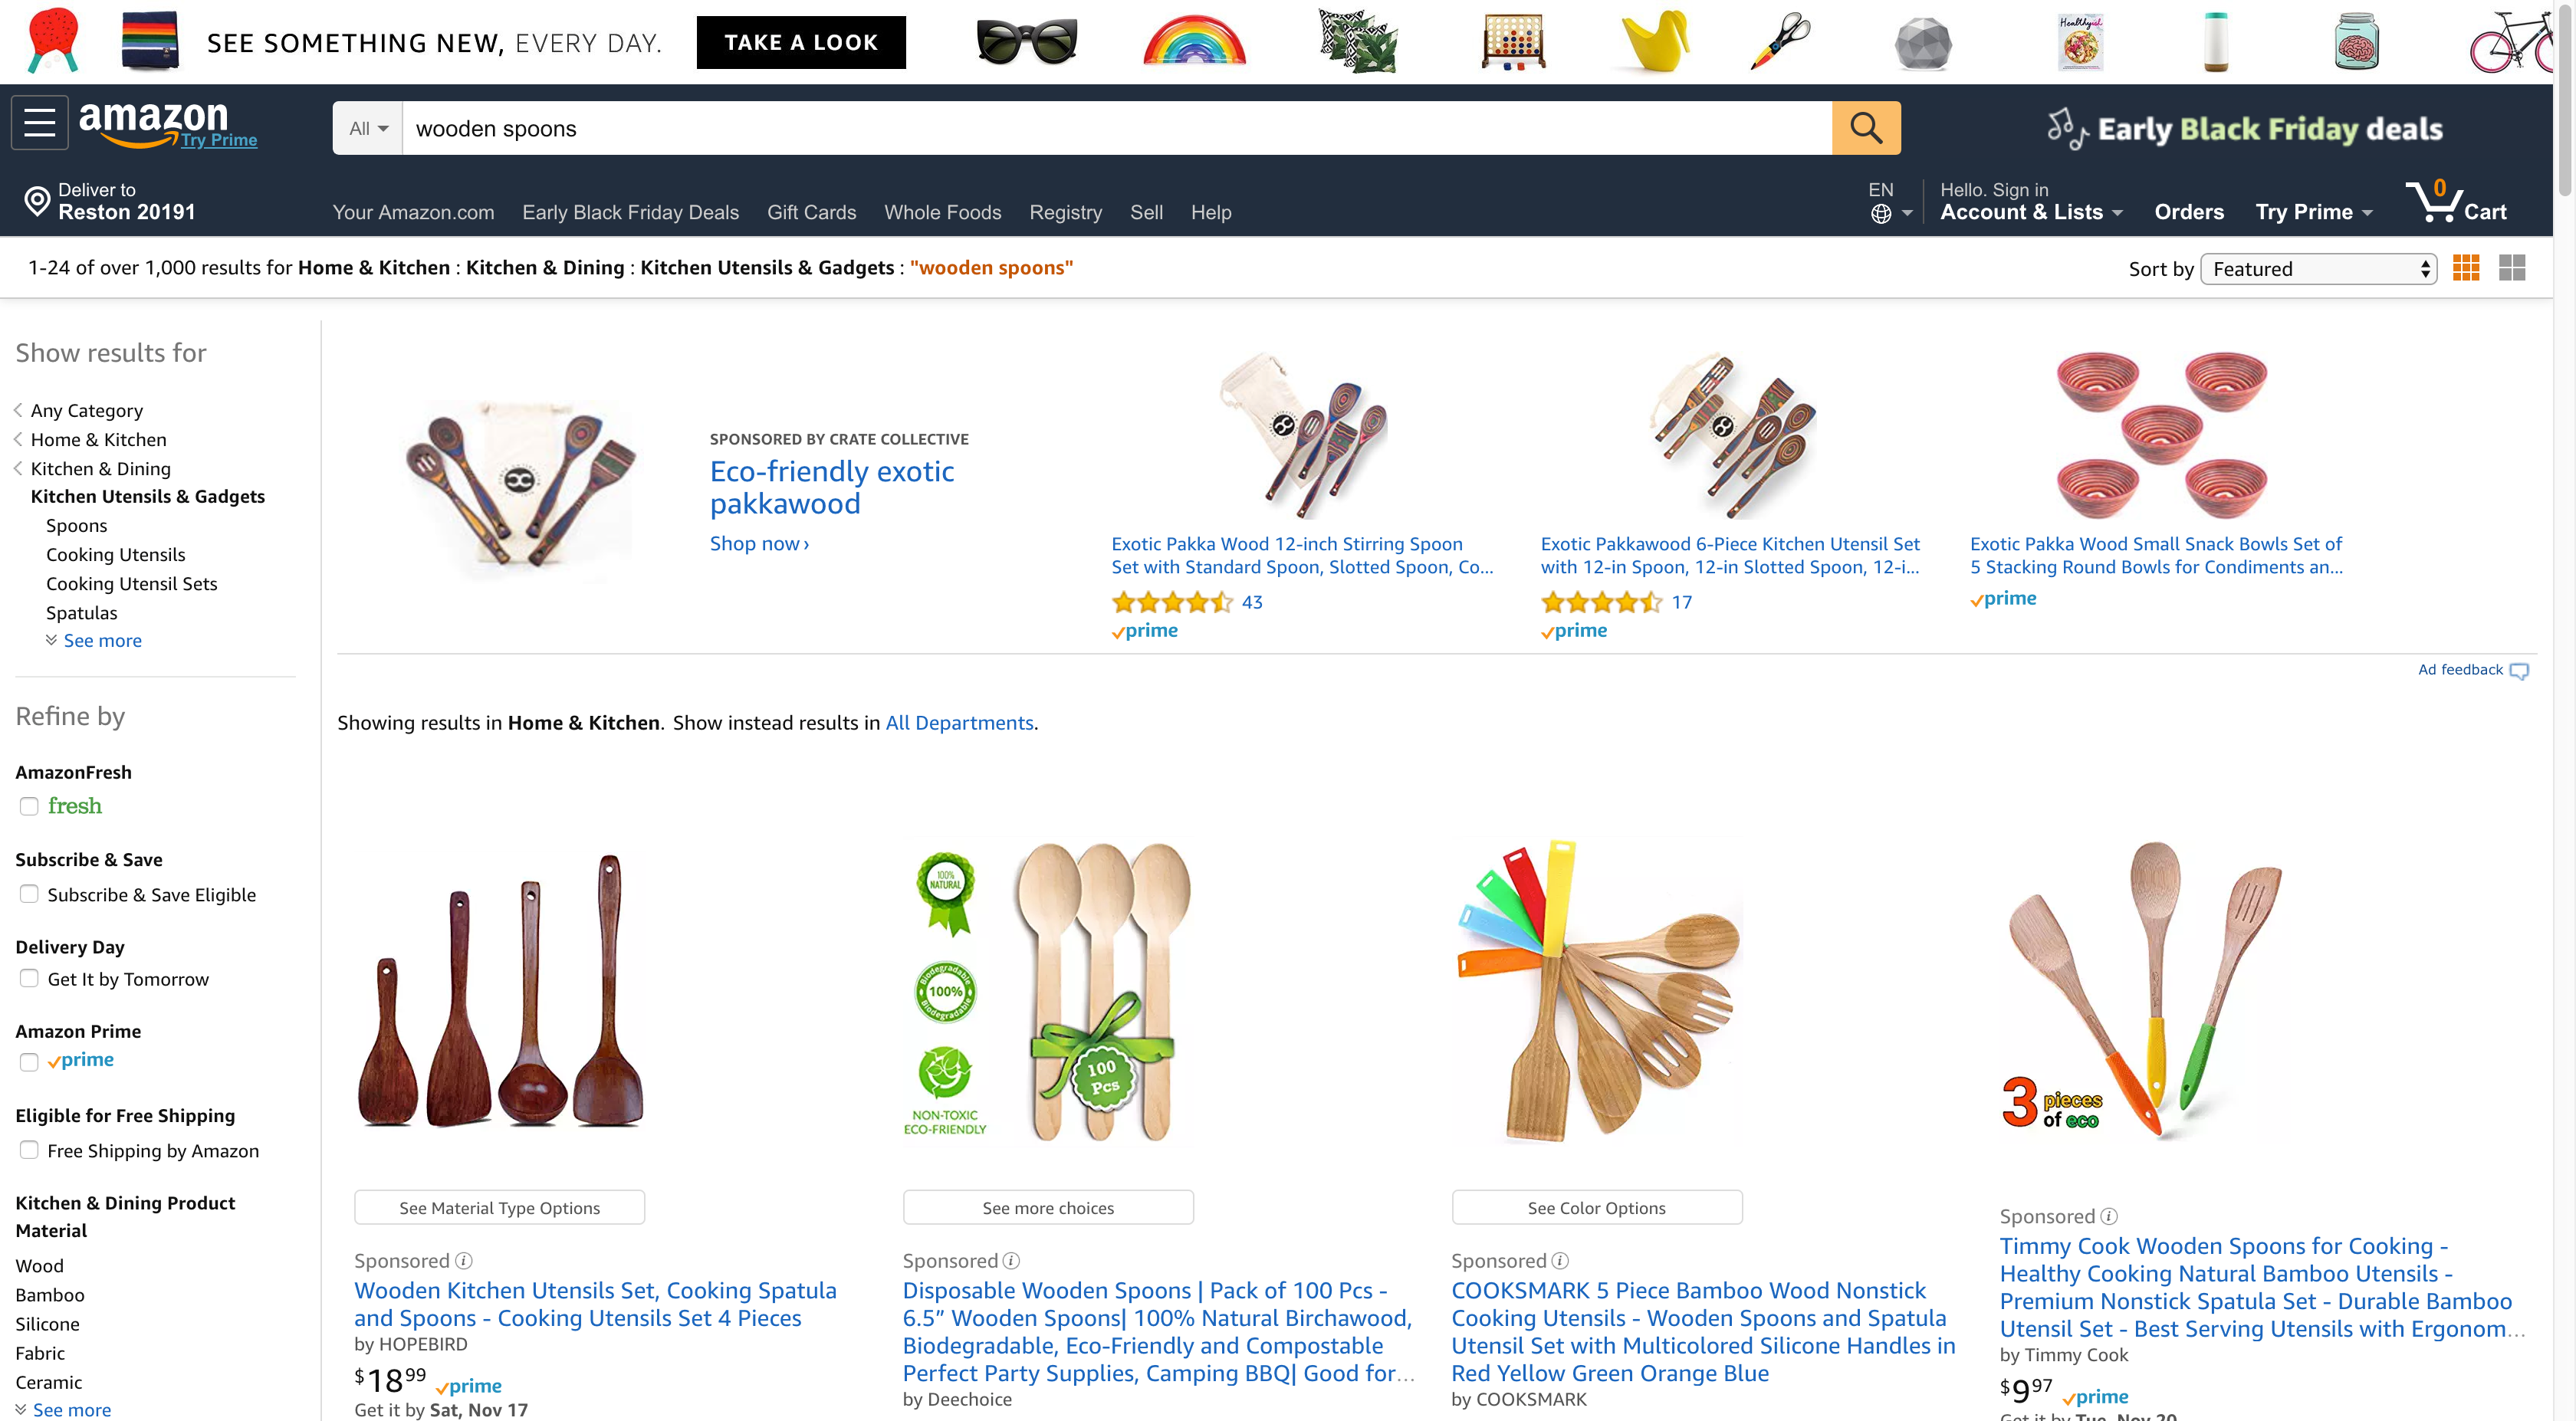 SEE SOMETHING NEW, EVERY DAY.
TAKE A LOOK
Healthyish
amazon
Try Prime
All
wooden spoons
Early Black Friday deals
Deliver to
Reston 20191
Your Amazon.com Early Black Friday Deals Gift Cards Whole Foods Registry Sell Help
EN
Hello. Sign in
Account & Lists
Orders
Try Prime
0
Cart
1-24 of over 1,000 results for Home & Kitchen : Kitchen & Dining : Kitchen Utensils & Gadgets : "wooden spoons"
Sort by Featured
Show results for
Any Category
Home & Kitchen
Kitchen & Dining
Kitchen Utensils & Gadgets
Spoons
Cooking Utensils
Cooking Utensil Sets
Spatulas
See more
Refine by
AmazonFresh
fresh
Subscribe & Save
Subscribe & Save Eligible
Delivery Day
Get It by Tomorrow
Amazon Prime
prime
Eligible for Free Shipping
Free Shipping by Amazon
Kitchen & Dining Product
Material
Wood
Bamboo
Silicone
Fabric
Ceramic
See more
SPONSORED BY CRATE COLLECTIVE
Eco-friendly exotic
pakkawood
Shop now ›
Exotic Pakka Wood 12-inch Stirring Spoon
Set with Standard Spoon, Slotted Spoon, Co...
43
prime
Exotic Pakkawood 6-Piece Kitchen Utensil Set
with 12-in Spoon, 12-in Slotted Spoon, 12-i...
17
prime
Exotic Pakka Wood Small Snack Bowls Set of
5 Stacking Round Bowls for Condiments an...
prime
Ad feedback
Showing results in Home & Kitchen. Show instead results in All Departments.
See Material Type Options
Sponsored
Wooden Kitchen Utensils Set, Cooking Spatula
and Spoons - Cooking Utensils Set 4 Pieces
by HOPEBIRD
$18 99 prime
Get it by Sat, Nov 17
100%
NATURAL
Biodegradable
100%
Biodegradable
NON-TOXIC
ECO-FRIENDLY
100
Pcs
See more choices
Sponsored
Disposable Wooden Spoons | Pack of 100 Pcs -
6.5” Wooden Spoons| 100% Natural Birchawood,
Biodegradable, Eco-Friendly and Compostable
Perfect Party Supplies, Camping BBQ| Good for...
by Deechoice
See Color Options
Sponsored
COOKSMARK 5 Piece Bamboo Wood Nonstick
Cooking Utensils - Wooden Spoons and Spatula
Utensil Set with Multicolored Silicone Handles in
Red Yellow Green Orange Blue
by COOKSMARK
3 pieces
of eco
Sponsored
Timmy Cook Wooden Spoons for Cooking -
Healthy Cooking Natural Bamboo Utensils -
Premium Nonstick Spatula Set - Durable Bamboo
Utensil Set - Best Serving Utensils with Ergonom...
by Timmy Cook
$9 97 prime
Get it by Tue, Nov 20